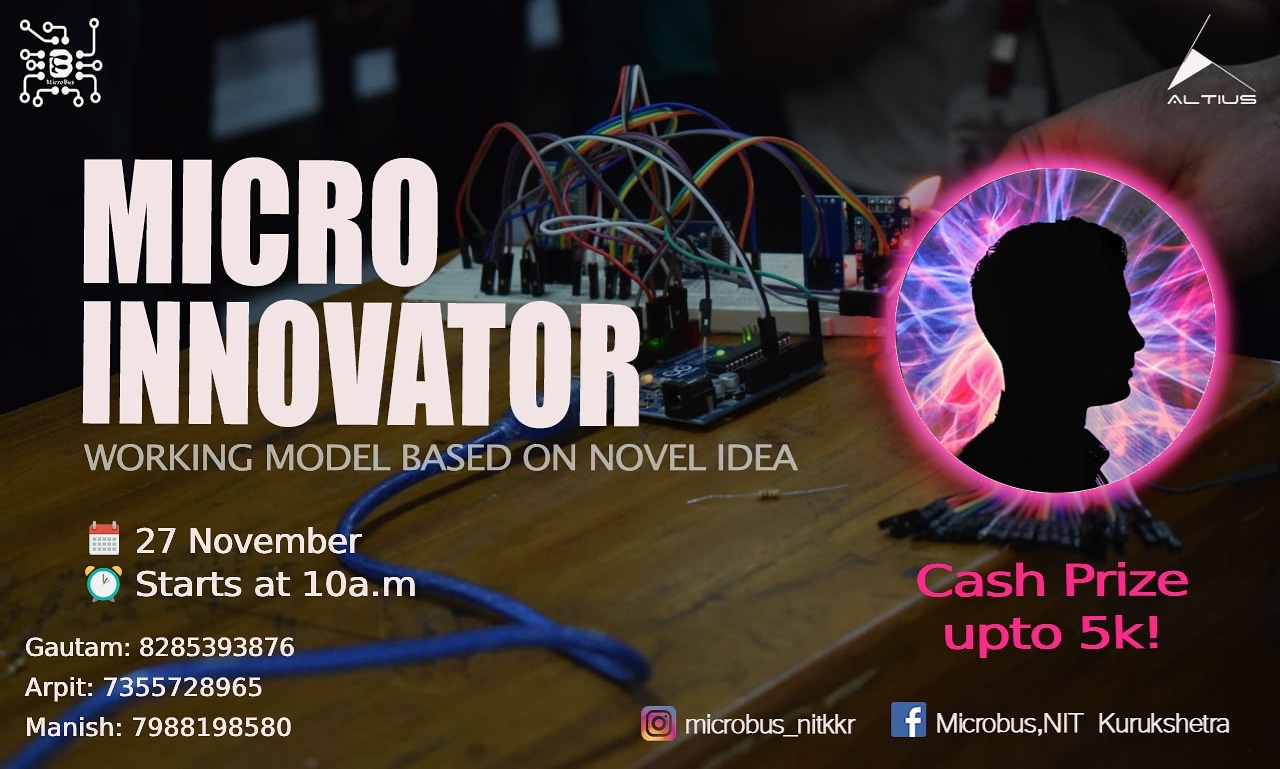 MicroBus
ALTIUS
MICRO
INNOVATOR
WORKING MODEL BASED ON NOVEL IDEA
27 November
Starts at 10a.m
Cash Prize
upto 5k!
Gautam: 8285393876
Arpit: 7355728965
Manish: 7988198580
microbus_nitkkr
Microbus,NIT Kurukshetra